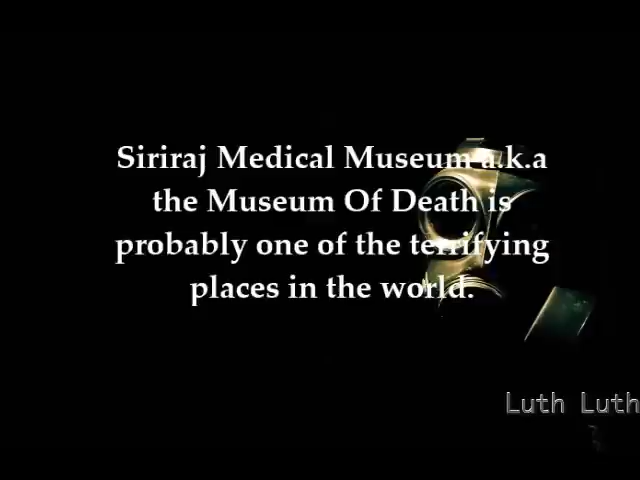 Siriraj Medical Museum a.k.a
the Museum Of Death is
probably one of the terrifying
places in the world.
Luth Luth